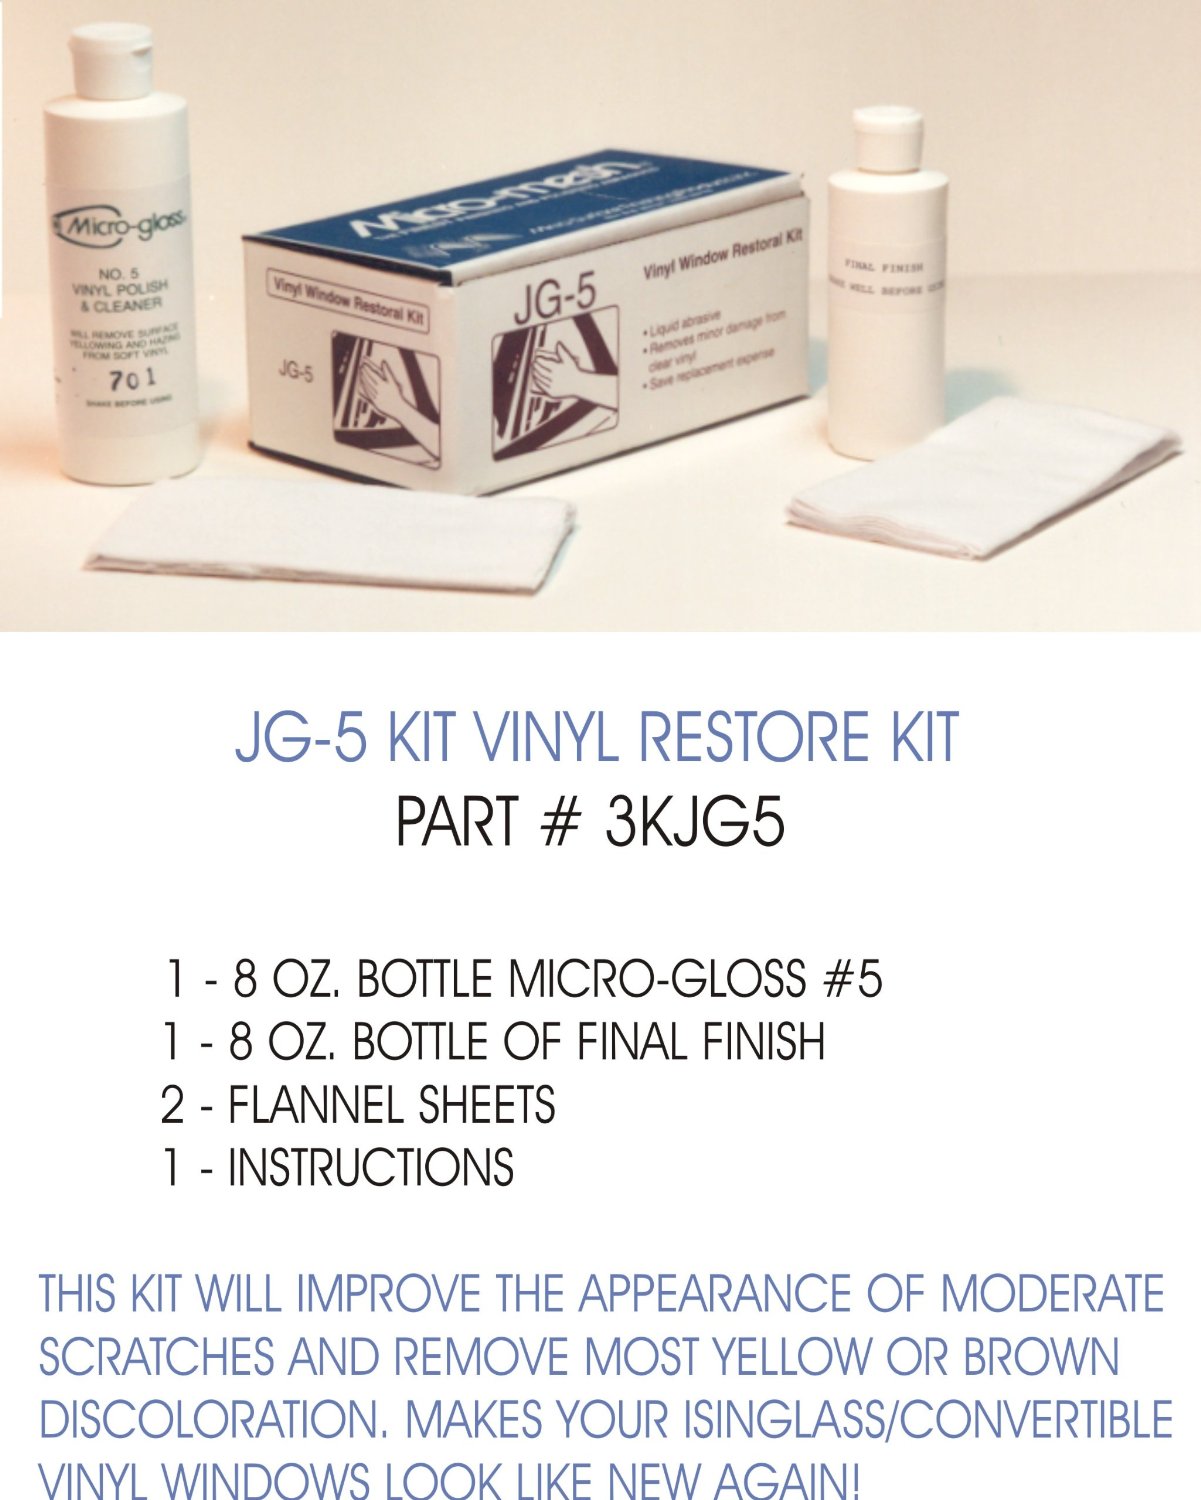 Micro-gloss
NO. 5
VINYL POLISH
& CLEANER
WILL REMOVE SURFACE
YELLOWING AND HAZING
FROM SOFT VINYL
701
SHAKE BEFORE USING
Micro-Mesh
Vinyl Window Restoral Kit
JG-5
JG-5
Vinyl Window Restoral Kit
• Liquid abrasive
• Removes minor damage from
clear vinyl
• Save replacement expense
FINAL FINISH
WELL BEFORE
JG-5 KIT VINYL RESTORE KIT
PART # 3KJG5
1 - 8 OZ. BOTTLE MICRO-GLOSS #5
1 - 8 OZ. BOTTLE OF FINAL FINISH
2 - FLANNEL SHEETS
1 - INSTRUCTIONS
THIS KIT WILL IMPROVE THE APPEARANCE OF MODERATE
SCRATCHES AND REMOVE MOST YELLOW OR BROWN
DISCOLORATION. MAKES YOUR ISINGLASS/CONVERTIBLE
VINYL WINDOWS LOOK LIKE NEW AGAIN!